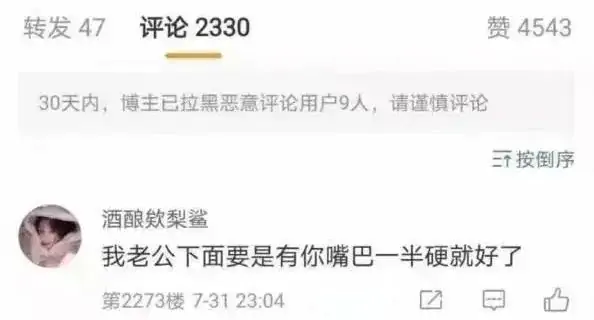 转发 47 评论 2330 赞 4543
30天内，博主已拉黑恶意评论用户9人，请谨慎评论
按倒序
酒酿欸梨鲨
我老公下面要是有你嘴巴一半硬就好了
第2273楼 7-31 23:04